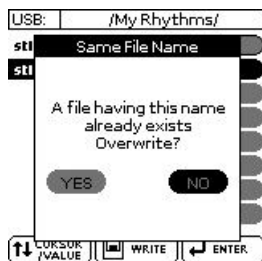 USB: /My Rhythms/
Same File Name
A file having this name
already exists
Overwrite?
YES NO
CURSOR
/VALUE WRITE ENTER